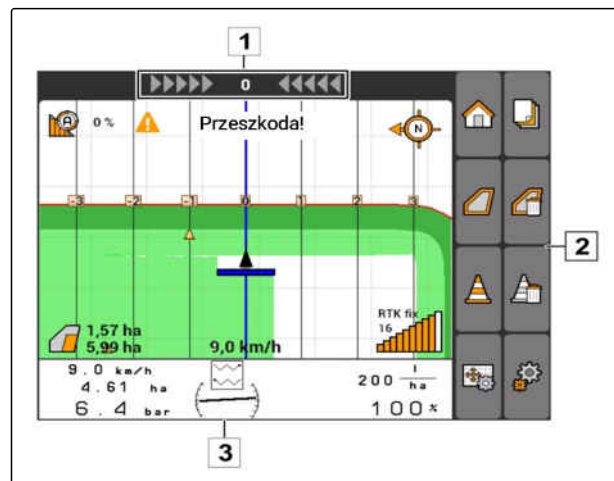 1
0
0 %
Przeszkoda!
N
-3 -2 -1 0 1 2 3
2
1,57 ha
5,99 ha
9,0 km/h
RTK fix
16
9.0 km/h
4.61 ha
6.4 bar
200 l/ha
100 %
3